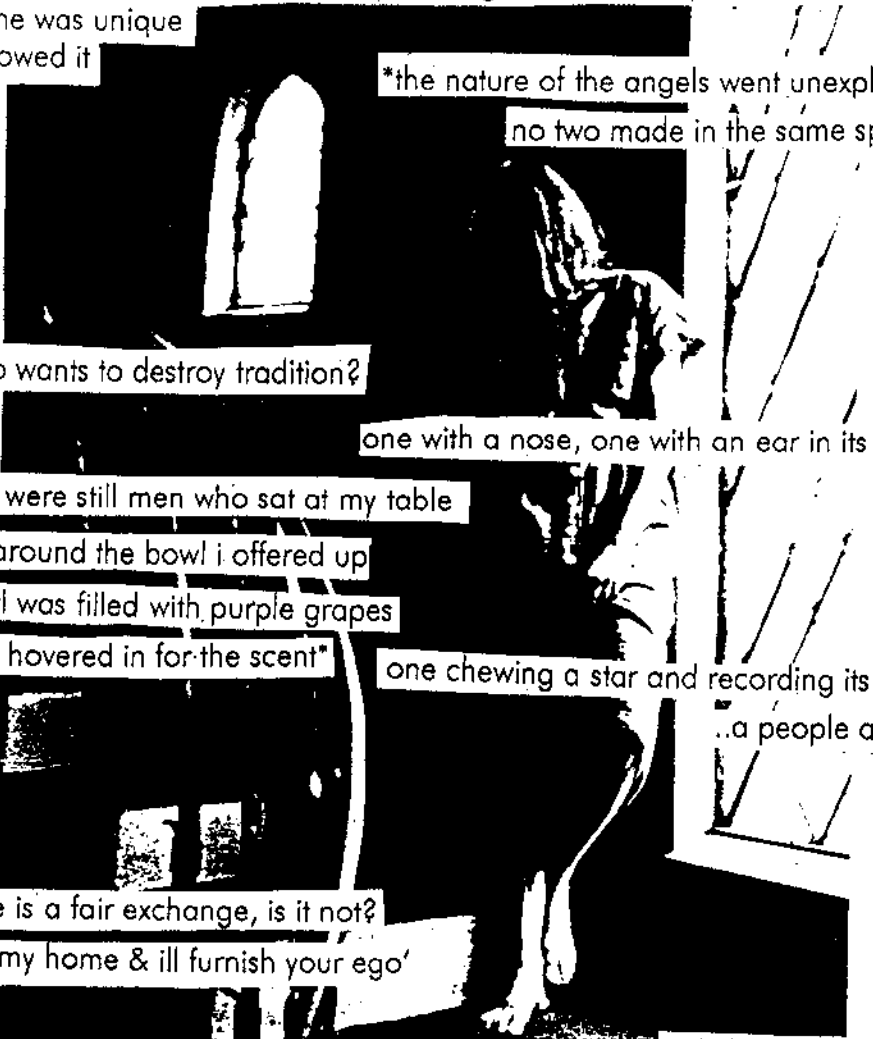 ne was unique
owed it
*the nature of the angels went unexpl
no two made in the same sp
o wants to destroy tradition?
one with a nose, one with an ear in its
were still men who sat at my table
around the bowl i offered up
l was filled with purple grapes
hovered in for the scent*
one chewing a star and recording its
..a people a
e is a fair exchange, is it not?
my home & ill furnish your ego'